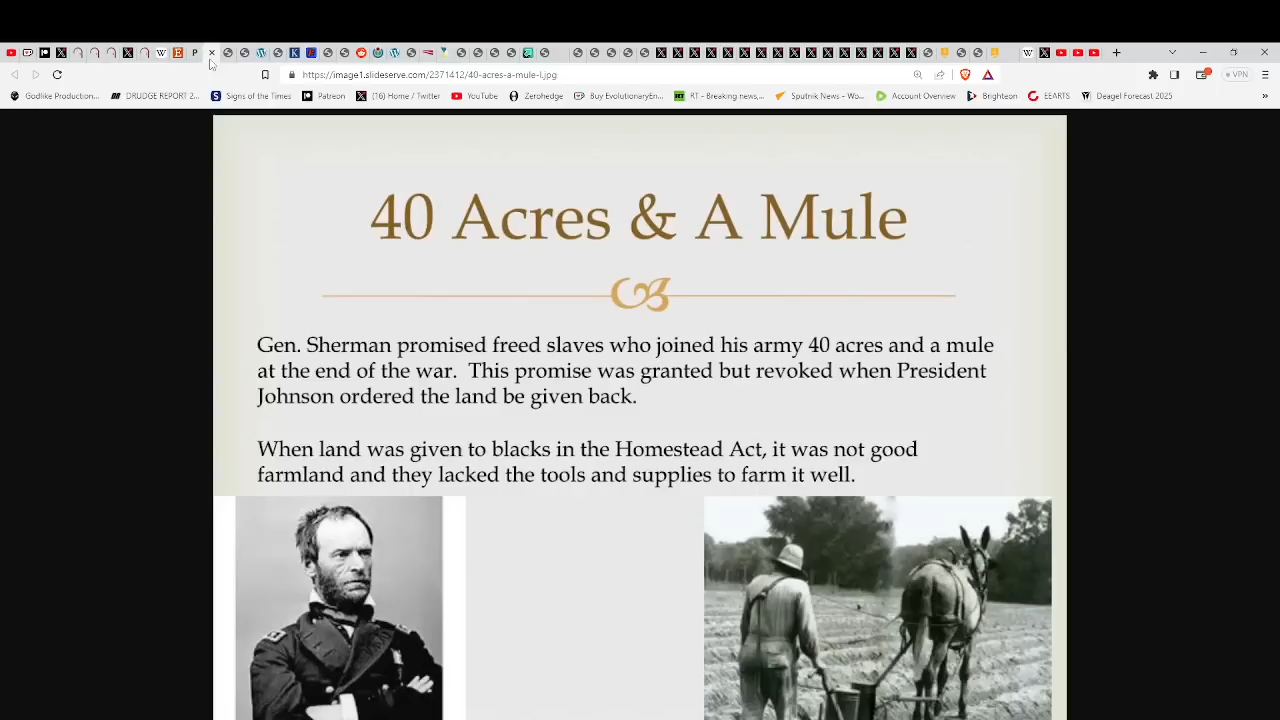 https://image1.slideserve.com/2371412/40-acres-a-mule-l.jpg
VPN
Godlike Production... DRUDGE REPORT 2... Signs of the Times Patreon (16) Home / Twitter YouTube Zerohedge Buy EvolutionaryEn... RT - Breaking news,... Sputnik News - Wo... Account Overview Brighteon EEARTS Deagel Forecast 2025 »
40 Acres & A Mule
Gen. Sherman promised freed slaves who joined his army 40 acres and a mule
at the end of the war. This promise was granted but revoked when President
Johnson ordered the land be given back.
When land was given to blacks in the Homestead Act, it was not good
farmland and they lacked the tools and supplies to farm it well.